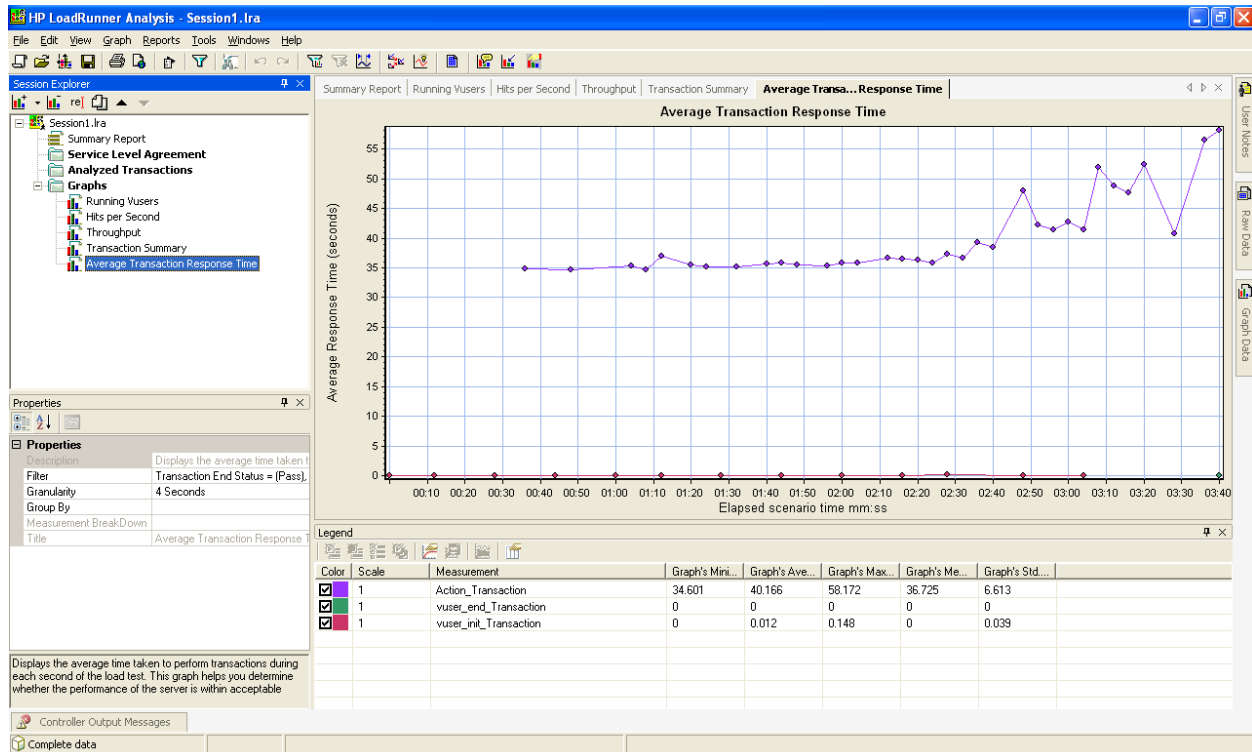 HP LoadRunner Analysis - Session1.lra
File Edit View Graph Reports Tools Windows Help
Session Explorer
Session1.lra
Summary Report
Service Level Agreement
Analyzed Transactions
Graphs
Running Vusers
Hits per Second
Throughput
Transaction Summary
Average Transaction Response Time
Properties
Properties
Description Displays the average time taken t
Filter Transaction End Status = (Pass),
Granularity 4 Seconds
Group By
Measurement BreakDown
Title Average Transaction Response T
Displays the average time taken to perform transactions during
each second of the load test. This graph helps you determine
whether the performance of the server is within acceptable
Summary Report Running Vusers Hits per Second Throughput Transaction Summary Average Transa...Response Time
Average Transaction Response Time
Average Response Time (seconds)
55
50
45
40
35
30
25
20
15
10
5
0
00:10 00:20 00:30 00:40 00:50 01:00 01:10 01:20 01:30 01:40 01:50 02:00 02:10 02:20 02:30 02:40 02:50 03:00 03:10 03:20 03:30 03:40
Elapsed scenario time mm:ss
Legend
Color Scale Measurement Graph's Mini... Graph's Ave... Graph's Max... Graph's Me... Graph's Std....
1 Action_Transaction 34.601 40.166 58.172 36.725 6.613
1 vuser_end_Transaction 0 0 0 0 0
1 vuser_init_Transaction 0 0.012 0.148 0 0.039
User Notes
Raw Data
Graph Data
Controller Output Messages
Complete data